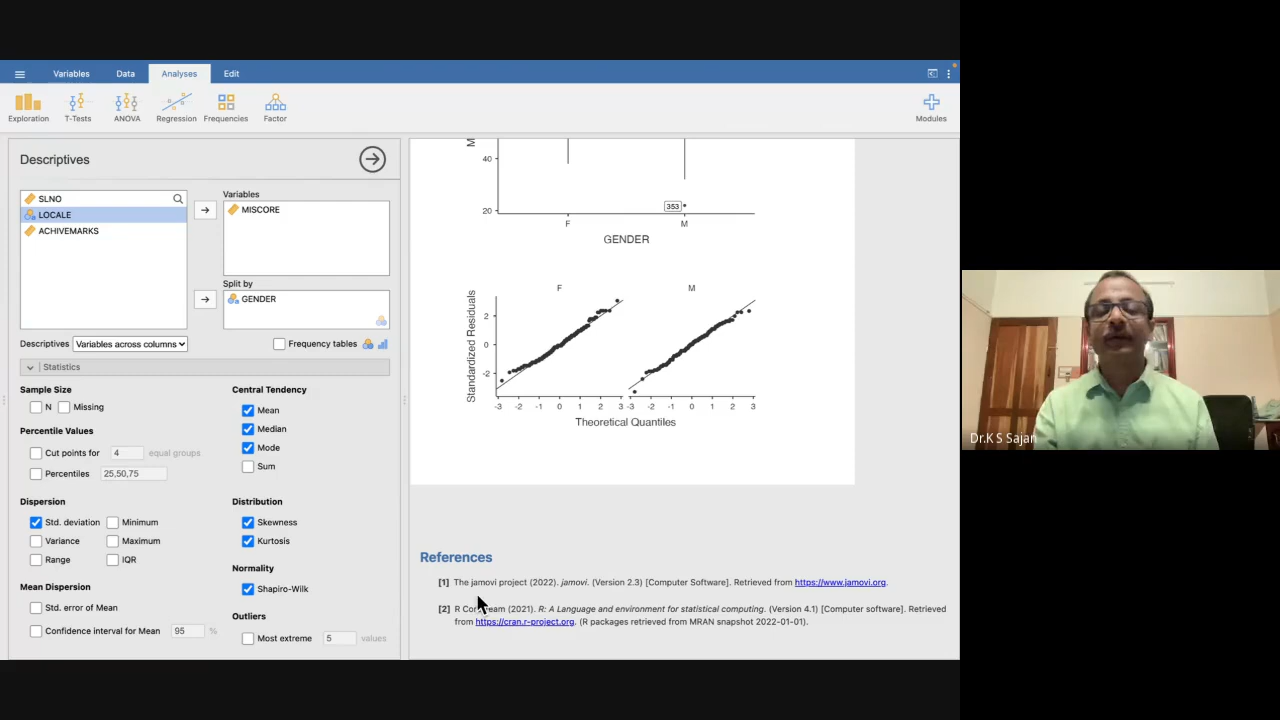 Variables Data Analyses Edit
Exploration T-Tests ANOVA Regression Frequencies Factor Modules
Descriptives
SLNO
LOCALE
ACHIVEMARKS
Variables
MISCORE
Split by
GENDER
Descriptives Variables across columns Frequency tables
Statistics
Sample Size
N Missing
Percentile Values
Cut points for 4 equal groups
Percentiles 25,50,75
Dispersion
Std. deviation Minimum
Variance Maximum
Range IQR
Mean Dispersion
Std. error of Mean
Confidence interval for Mean 95 %
Central Tendency
Mean
Median
Mode
Sum
Distribution
Skewness
Kurtosis
Normality
Shapiro-Wilk
Outliers
Most extreme 5 values
M
40
20
353
F M
GENDER
F M
Standardized Residuals
2
0
-2
-3 -2 -1 0 1 2 3 -3 -2 -1 0 1 2 3
Theoretical Quantiles
References
[1] The jamovi project (2022). jamovi. (Version 2.3) [Computer Software]. Retrieved from https://www.jamovi.org.
[2] R Core Team (2021). R: A Language and environment for statistical computing. (Version 4.1) [Computer software]. Retrieved
from https://cran.r-project.org. (R packages retrieved from MRAN snapshot 2022-01-01).
Dr.K S Sajan